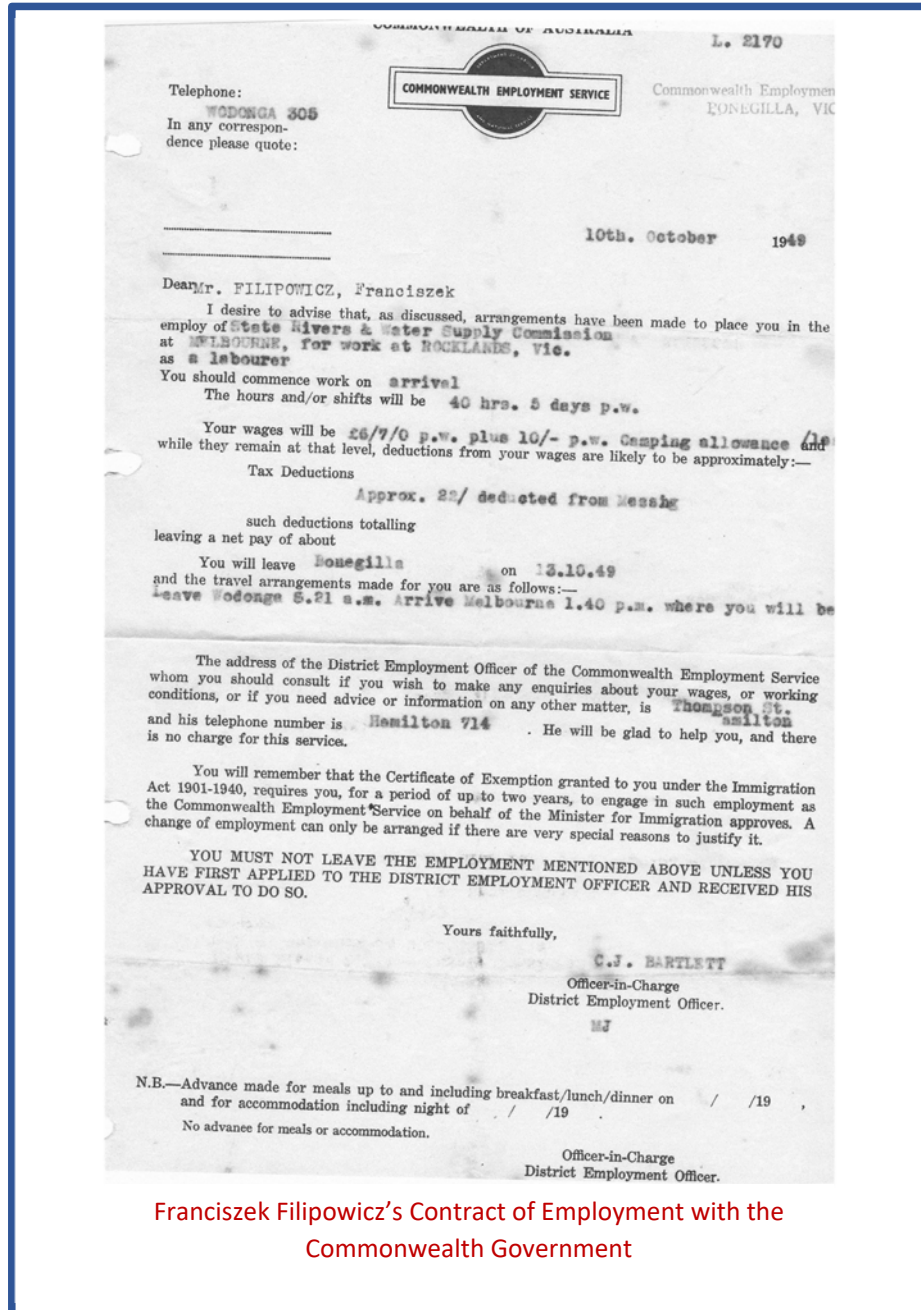 COMMONWEALTH OF AUSTRALIA
L. 2170
COMMONWEALTH EMPLOYMENT SERVICE
Commonwealth Employmen
BONEGILLA, VIC
Telephone:
WODONGA 305
In any correspon-
dence please quote:
10th. October 1949
Dear Mr. FILIPOWICZ, Franciszek
I desire to advise that, as discussed, arrangements have been made to place you in the
employ of State Rivers & Water Supply Commission
at MELBOURNE, for work at ROCKLANDS, Vic.
as a labourer
You should commence work on arrival
The hours and/or shifts will be 40 hrs. 5 days p.w.
Your wages will be £6/7/0 p.w. plus 10/- p.w. Camping allowance and
while they remain at that level, deductions from your wages are likely to be approximately:—
Tax Deductions
Approx. 22/ deducted from
such deductions totalling
leaving a net pay of about
You will leave Bonegilla on 13.10.49
and the travel arrangements made for you are as follows:—
Leave Wodonga 5.21 a.m. Arrive Melbourne 1.40 p.m. where you will be
The address of the District Employment Officer of the Commonwealth Employment Service
whom you should consult if you wish to make any enquiries about your wages, or working
conditions, or if you need advice or information on any other matter, is Thompson St.
amilton
and his telephone number is Hamilton 714 . He will be glad to help you, and there
is no charge for this service.
You will remember that the Certificate of Exemption granted to you under the Immigration
Act 1901-1940, requires you, for a period of up to two years, to engage in such employment as
the Commonwealth Employment Service on behalf of the Minister for Immigration approves. A
change of employment can only be arranged if there are very special reasons to justify it.
YOU MUST NOT LEAVE THE EMPLOYMENT MENTIONED ABOVE UNLESS YOU
HAVE FIRST APPLIED TO THE DISTRICT EMPLOYMENT OFFICER AND RECEIVED HIS
APPROVAL TO DO SO.
Yours faithfully,
C.J. BARTLETT
Officer-in-Charge
District Employment Officer.
MJ
N.B.—Advance made for meals up to and including breakfast/lunch/dinner on / /19 ,
and for accommodation including night of / /19 .
No advance for meals or accommodation.
Officer-in-Charge
District Employment Officer.
Franciszek Filipowicz's Contract of Employment with the
Commonwealth Government